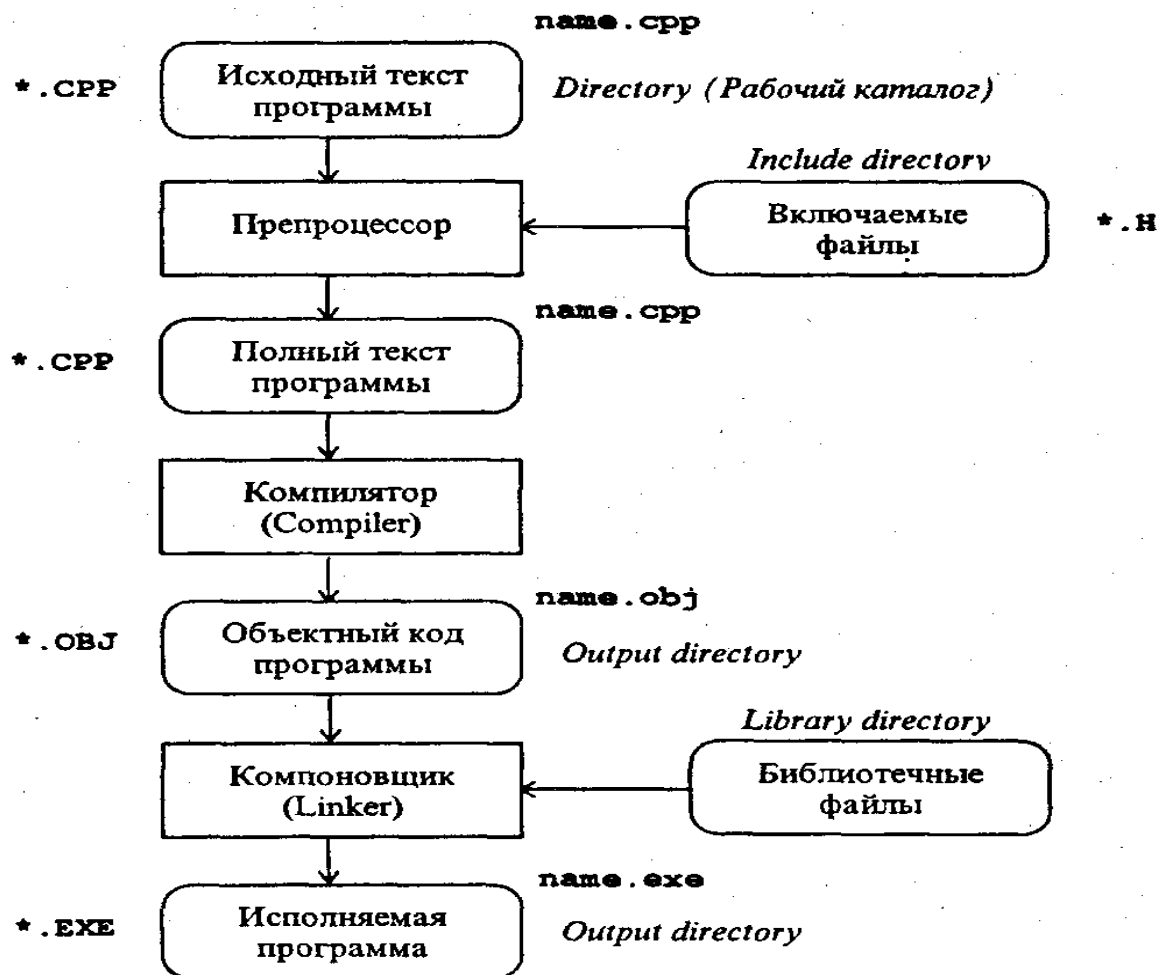 name.cpp
*.CPP
Исходный текст
программы
Directory (Рабочий каталог)
Include directory
Препроцессор
Включаемые
файлы
*.H
name.cpp
*.CPP
Полный текст
программы
Компилятор
(Compiler)
name.obj
*.OBJ
Объектный код
программы
Output directory
Library directory
Компоновщик
(Linker)
Библиотечные
файлы
name.exe
*.EXE
Исполняемая
программа
Output directory